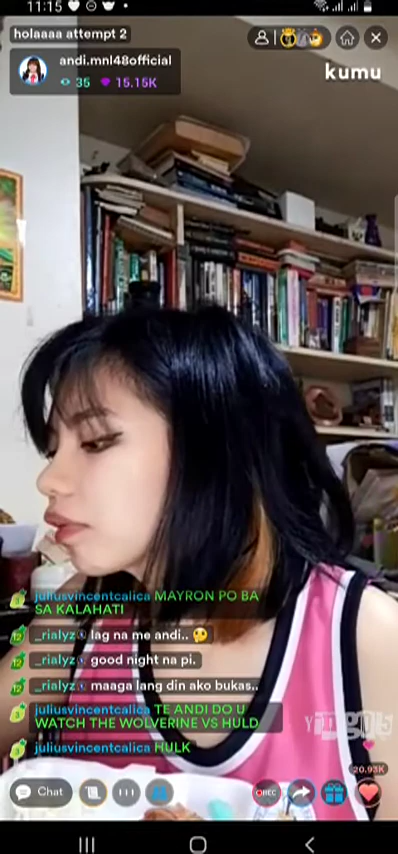 11:15
holaaaa attempt 2
andi.mnl48official
35 15.15K
kumu
juliusvincentcalica MAYRON PO BA
SA KALAHATI
_rialyz lag na me andi..
_rialyz good night na pi.
_rialyz maaga lang din ako bukas..
juliusvincentcalica TE ANDI DO U
WATCH THE WOLVERINE VS HULD
juliusvincentcalica HULK
20.93K
Chat
REC